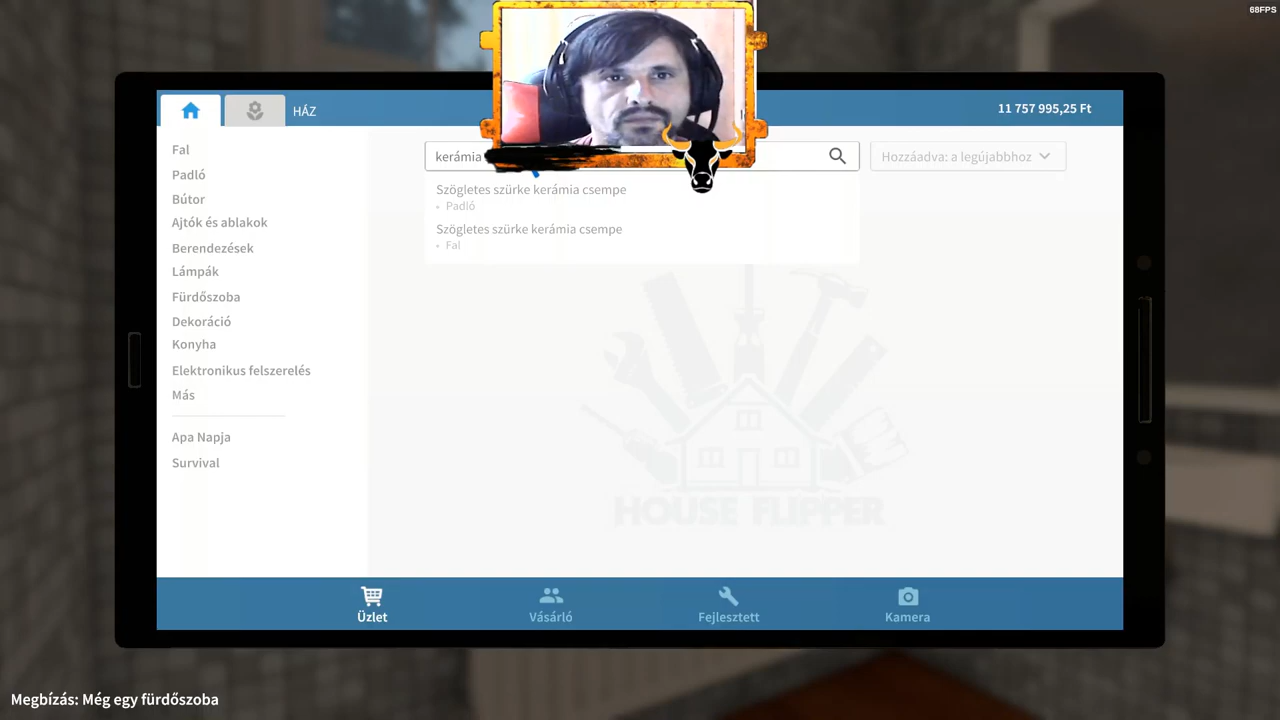 68FPS
HÁZ
11 757 995,25 Ft
Fal
Padló
Bútor
Ajtók és ablakok
Berendezések
Lámpák
Fürdőszoba
Dekoráció
Konyha
Elektronikus felszerelés
Más
Apa Napja
Survival
kerámia
Hozzáadva: a legújabbhoz
Szögletes szürke kerámia csempe
• Padló
Szögletes szürke kerámia csempe
• Fal
HOUSE FLIPPER
Üzlet
Vásárló
Fejlesztett
Kamera
Megbízás: Még egy fürdőszoba